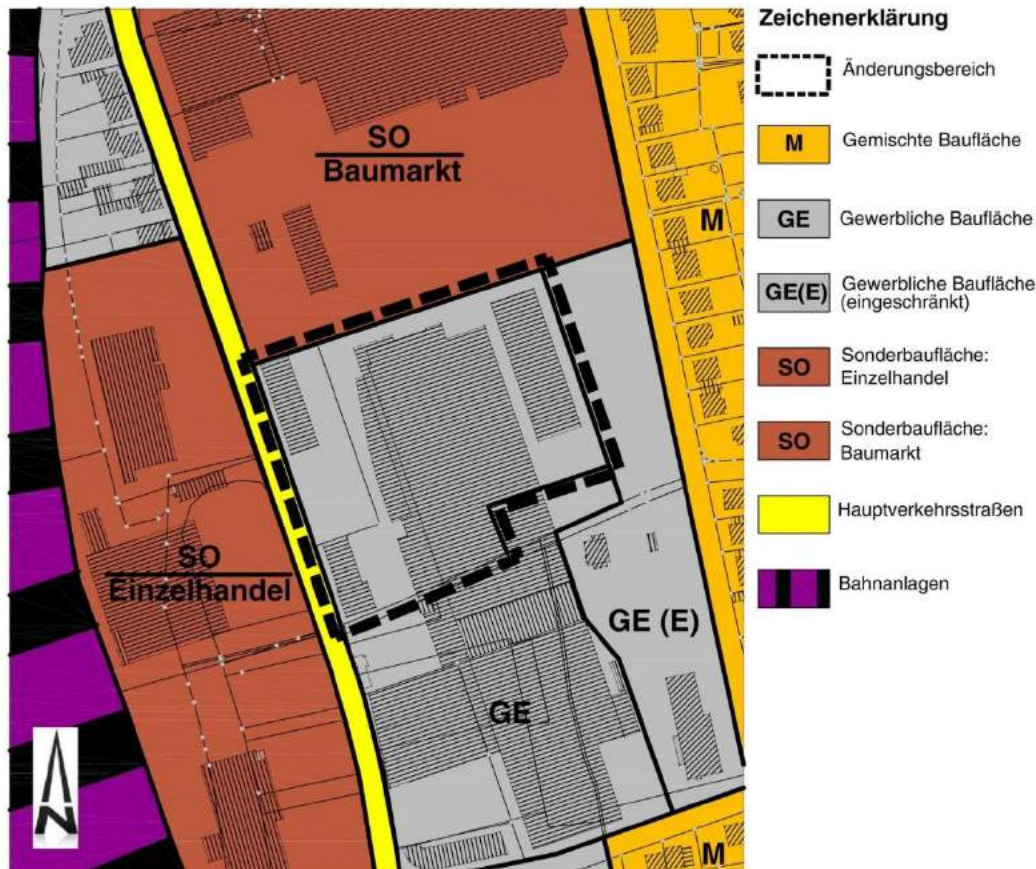 SO
Baumarkt
M
SO
Einzelhandel
GE (E)
GE
M
N
Zeichenerklärung
Änderungsbereich
M
Gemischte Baufläche
GE
Gewerbliche Baufläche
GE(E)
Gewerbliche Baufläche
(eingeschränkt)
SO
Sonderbaufläche:
Einzelhandel
SO
Sonderbaufläche:
Baumarkt
Hauptverkehrsstraßen
Bahnanlagen